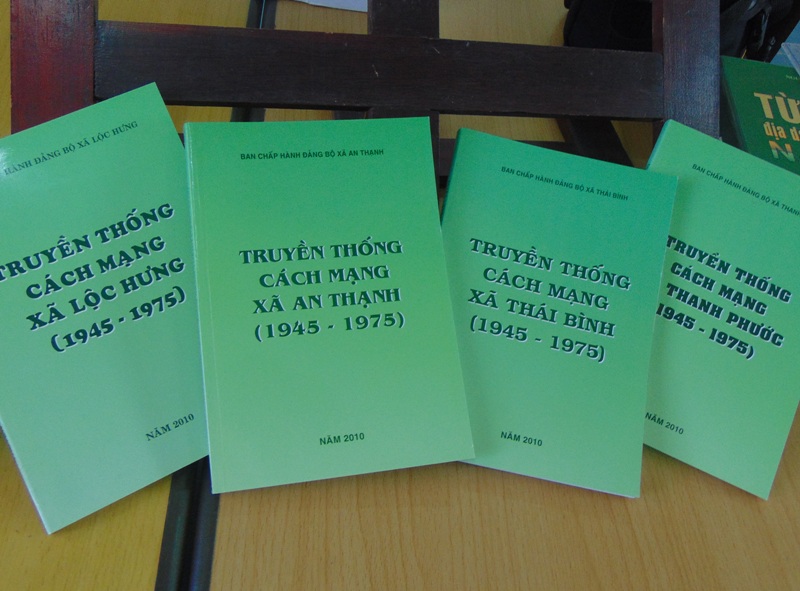 HÀNH ĐẢNG BỘ XÃ LỘC HƯNG
TRUYỀN THỐNG
CÁCH MẠNG
XÃ LỘC HƯNG
(1945 - 1975)
NĂM 2010
BAN CHẤP HÀNH ĐẢNG BỘ XÃ AN THẠNH
TRUYỀN THỐNG
CÁCH MẠNG
XÃ AN THẠNH
(1945 - 1975)
NĂM 2010
BAN CHẤP HÀNH ĐẢNG BỘ XÃ THÁI BÌNH
TRUYỀN THỐNG
CÁCH MẠNG
XÃ THÁI BÌNH
(1945 - 1975)
NĂM 2010
BAN CHẤP HÀNH ĐẢNG BỘ XÃ THANH
TRUYỀN THỐNG
CÁCH MẠNG
THANH PHƯỚC
1945 - 1975)
NĂM 2010
TỪ
địa